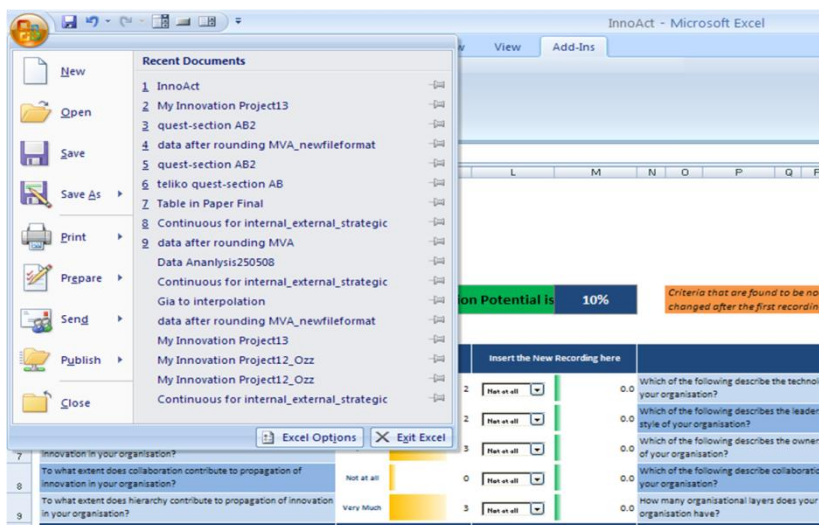 InnoAct - Microsoft Excel
View
Add-Ins
New
Open
Save
Save As
Print
Prepare
Send
Publish
Close
Recent Documents
1 InnoAct
2 My Innovation Project13
3 quest-section AB2
4 data after rounding MVA_newfileformat
5 quest-section AB2
6 teliko quest-section AB
7 Table in Paper Final
8 Continuous for internal_external_strategic
9 data after rounding MVA
Data Ananlysis250508
Continuous for internal_external_strategic
Gia to interpolation
data after rounding MVA_newfileformat
My Innovation Project13
My Innovation Project12_Ozz
My Innovation Project12_Ozz
Continuous for internal_external_strategic
Excel Options
Exit Excel
L M N O P Q
on Potential is 10%
Criteria that are found to be no
changed after the first recordin
Insert the New Recording here
2 Not at all 0.0 Which of the following describe the technol
your organisation?
2 Not at all 0.0 Which of the following describes the leader
style of your organisation?
3 Not at all 0.0 Which of the following describes the owner
of your organisation?
7 innovation in your organisation?
8 To what extent does collaboration contribute to propagation of
innovation in your organisation?
Not at all 0 Not at all 0.0 Which of the following describe collaboratio
your organisation?
9 To what extent does hierarchy contribute to propagation of innovation
in your organisation?
Very Much 3 Not at all 0.0 How many organisational layers does your
organisation have?